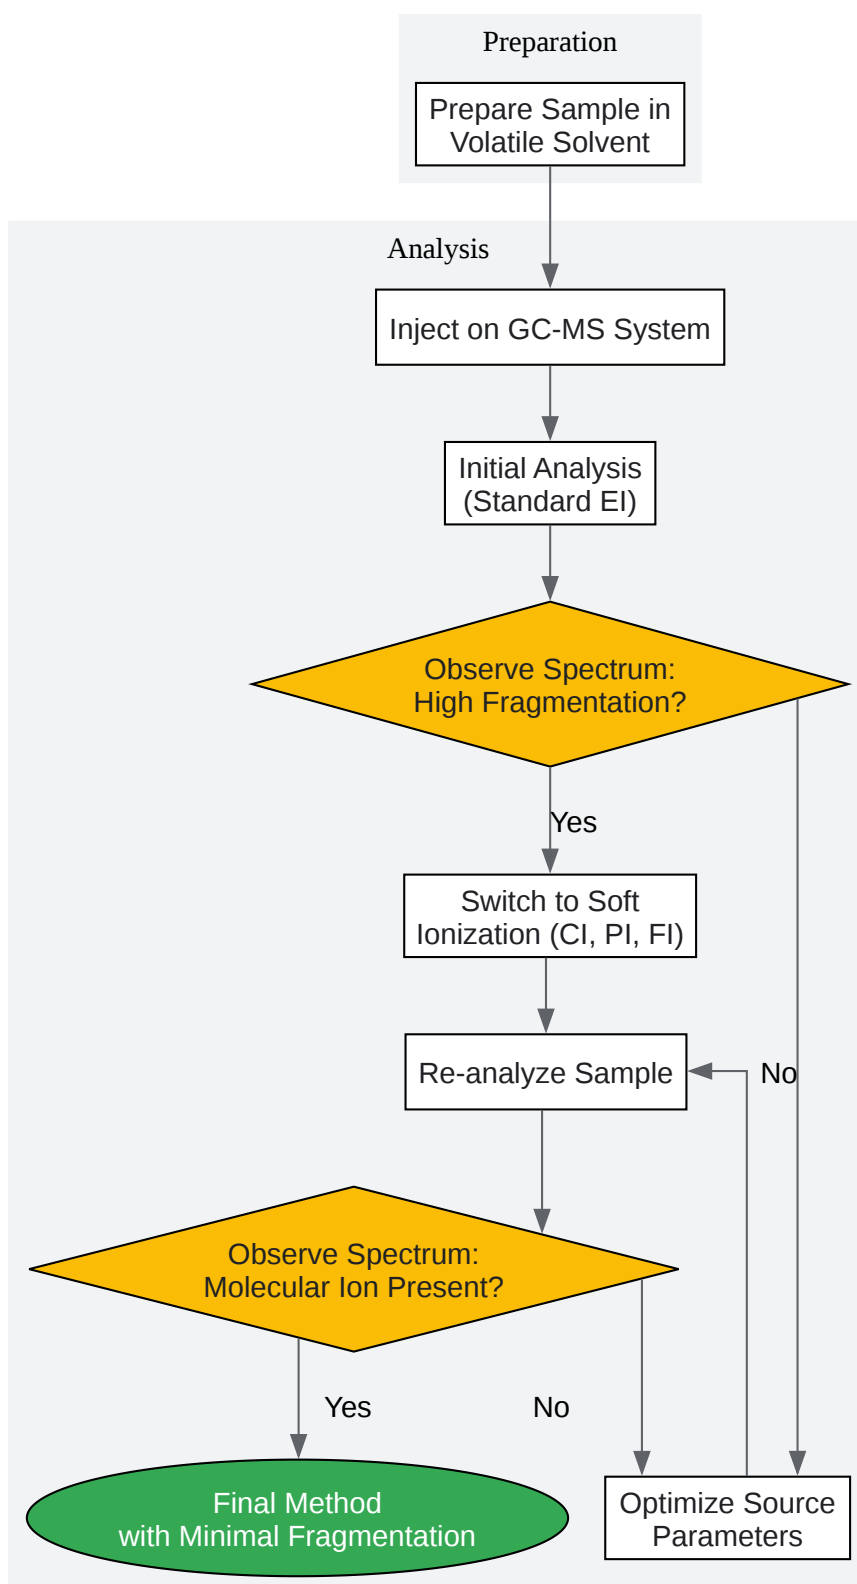 Preparation
Prepare Sample in
Volatile Solvent
Analysis
Inject on GC-MS System
Initial Analysis
(Standard EI)
Observe Spectrum:
High Fragmentation?
Yes
Switch to Soft
Ionization (CI, PI, FI)
Re-analyze Sample
No
Observe Spectrum:
Molecular Ion Present?
Yes
No
Final Method
with Minimal Fragmentation
Optimize Source
Parameters